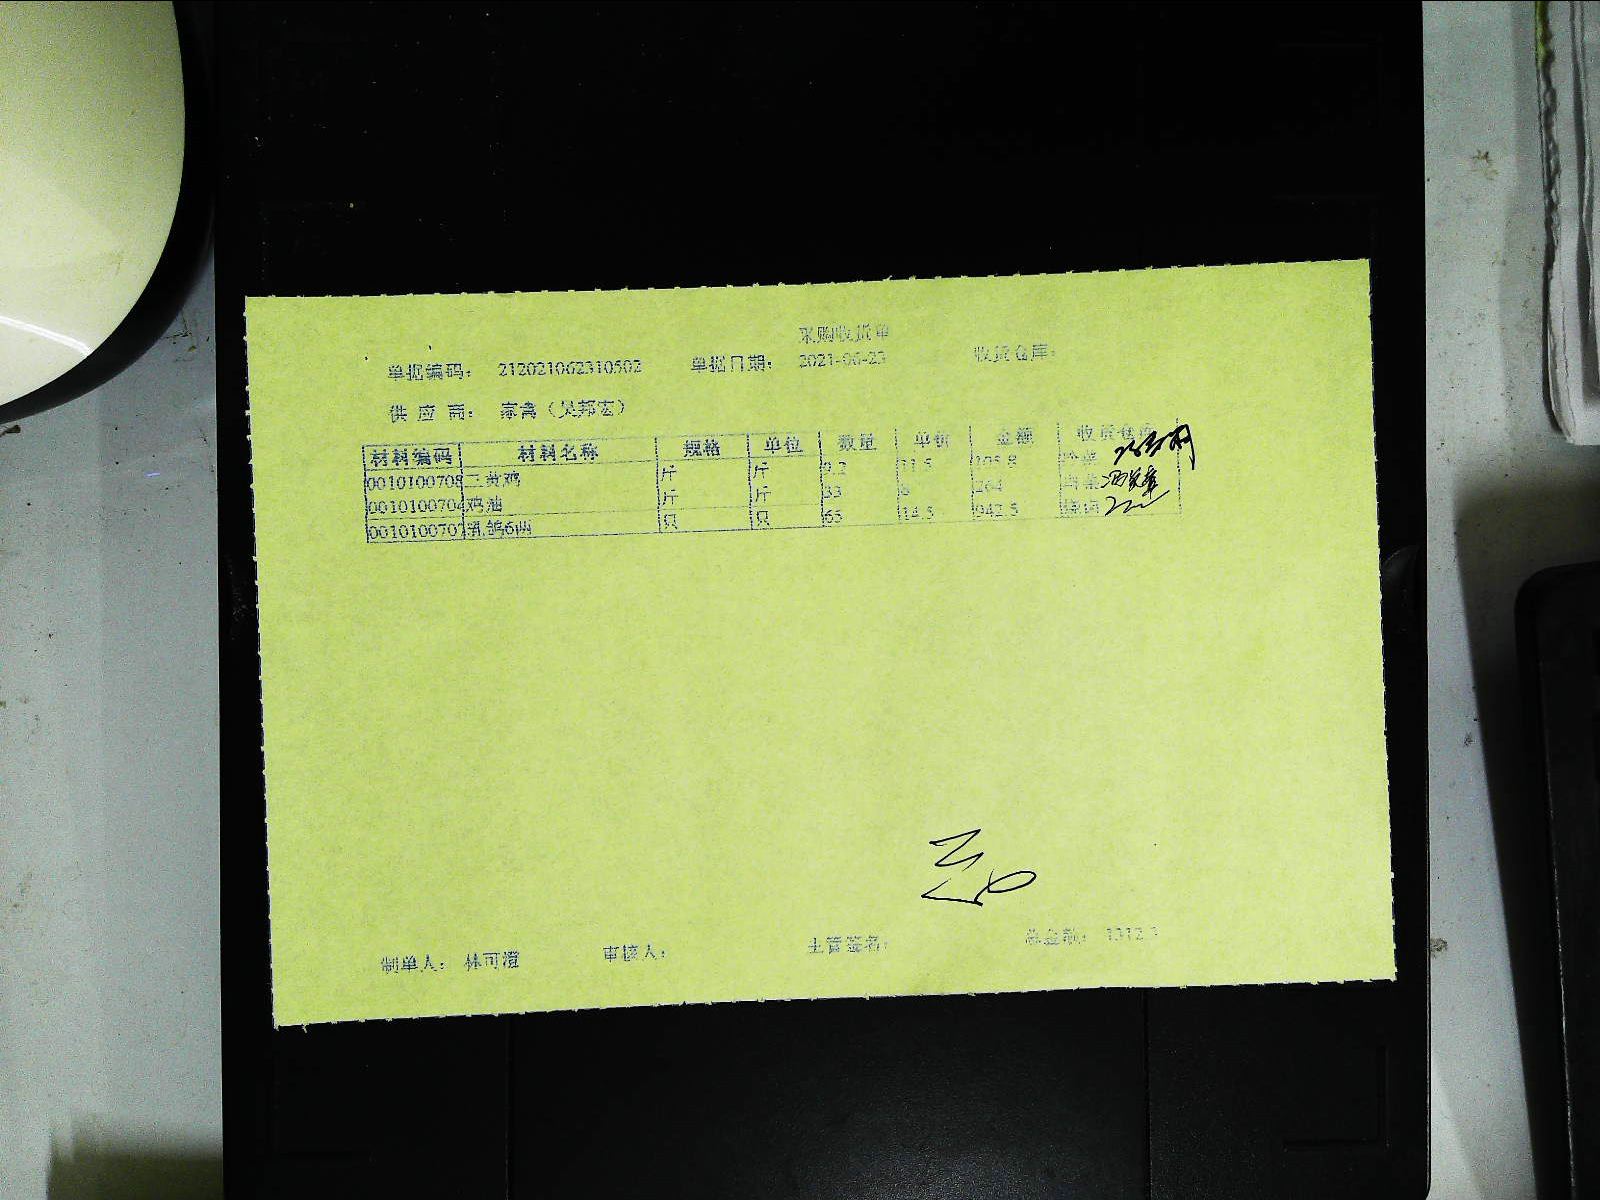 采购收货单
单据编码： 212021062310502 单据日期： 2021-06-23 收货仓库：
供 应 商： 家禽（吴邦宏）
材料编码 材料名称 规格 单位 数量 单价 金额 收货仓库
0010100708 三黄鸡 斤 斤 9.2 11.5 105.8
0010100704 鸡油 斤 斤 33 8 264
0010100707 乳鸽6两 只 只 65 14.5 942.5 烧卤
制单人： 林可澄 审核人： 主管签名： 总金额： 1312.3